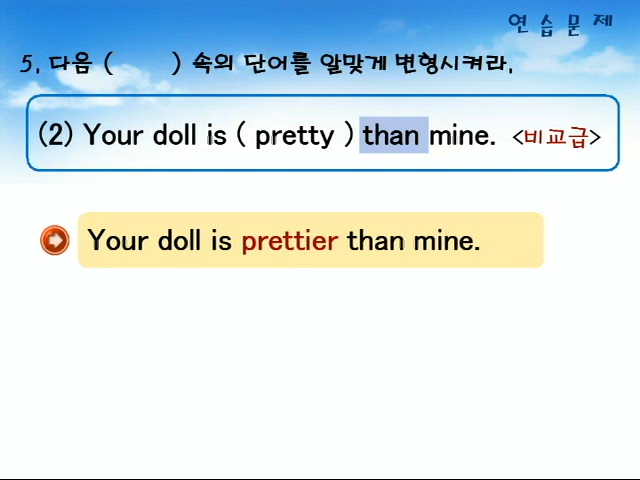 연습문제
5. 다음 (      ) 속의 단어를 알맞게 변형시켜라.
(2) Your doll is ( pretty ) than mine. <비교급>
Your doll is prettier than mine.